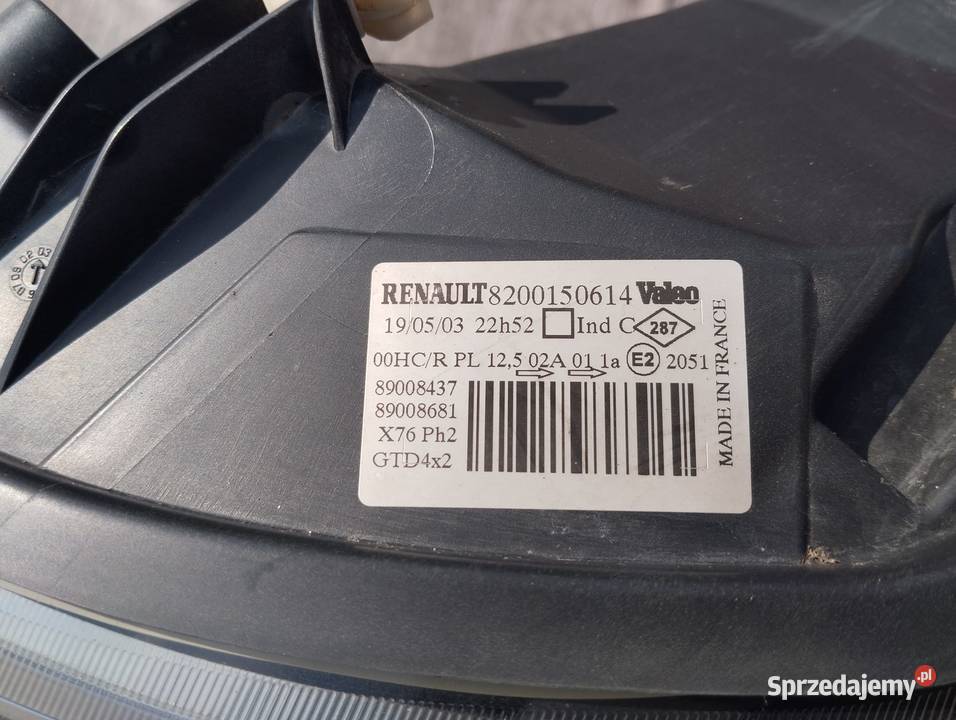 RENAULT 8200150614 Valeo
19/05/03 22h52 Ind C 287
00HC/R PL 12,5 02A 01 1a E2 2051
89008437
89008681
X76 Ph2
GTD4x2
MADE IN FRANCE
Sprzedajemy.pl